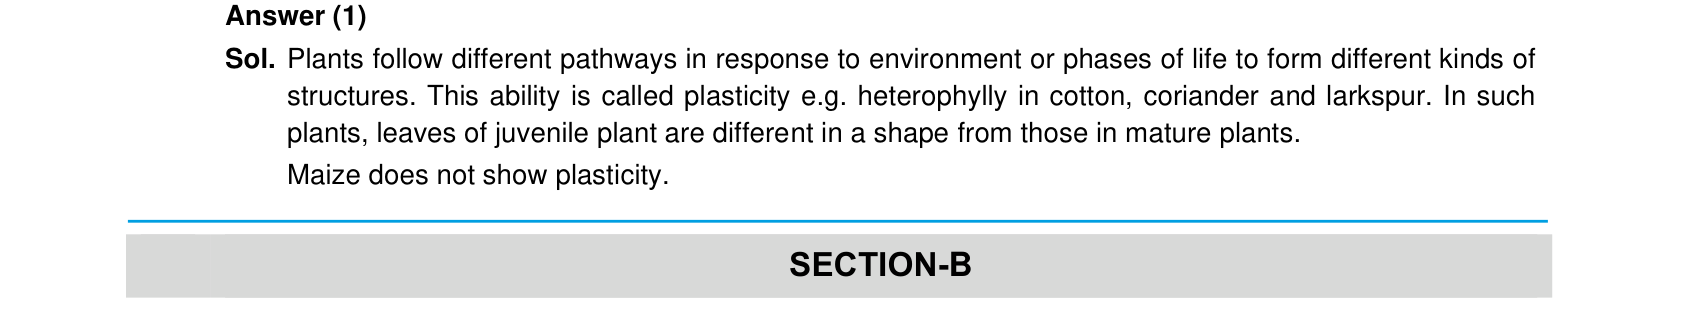 Answer (1)
Sol. Plants follow different pathways in response to environment or phases of life to form different kinds of
structures. This ability is called plasticity e.g. heterophylly in cotton, coriander and larkspur. In such
plants, leaves of juvenile plant are different in a shape from those in mature plants.
Maize does not show plasticity.
SECTION-B